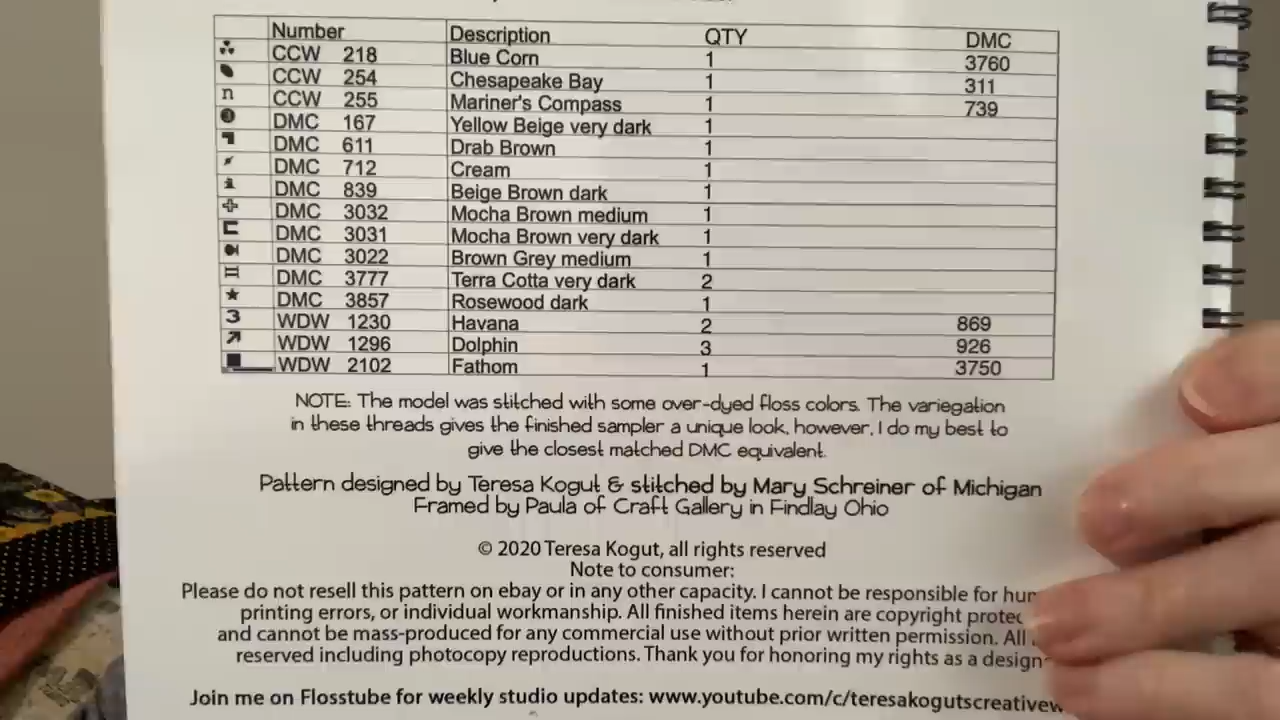 Number Description QTY DMC
CCW 218 Blue Corn 1 3760
CCW 254 Chesapeake Bay 1 311
n CCW 255 Mariner's Compass 1 739
DMC 167 Yellow Beige very dark 1
DMC 611 Drab Brown 1
DMC 712 Cream 1
DMC 839 Beige Brown dark 1
DMC 3032 Mocha Brown medium 1
DMC 3031 Mocha Brown very dark 1
DMC 3022 Brown Grey medium 1
DMC 3777 Terra Cotta very dark 2
★ DMC 3857 Rosewood dark 1
3 WDW 1230 Havana 2 869
WDW 1296 Dolphin 3 926
WDW 2102 Fathom 1 3750
NOTE: The model was stitched with some over-dyed floss colors. The variegation
in these threads gives the finished sampler a unique look, however, I do my best to
give the closest matched DMC equivalent.
Pattern designed by Teresa Kogut & stitched by Mary Schreiner of Michigan
Framed by Paula of Craft Gallery in Findlay Ohio
© 2020 Teresa Kogut, all rights reserved
Note to consumer:
Please do not resell this pattern on ebay or in any other capacity. I cannot be responsible for
printing errors, or individual workmanship. All finished items herein are copyright
and cannot be mass-produced for any commercial use without prior written permission. All
reserved including photocopy reproductions. Thank you for honoring my rights as a
Join me on Flosstube for weekly studio updates: www.youtube.com/c/teresakogutscreativew